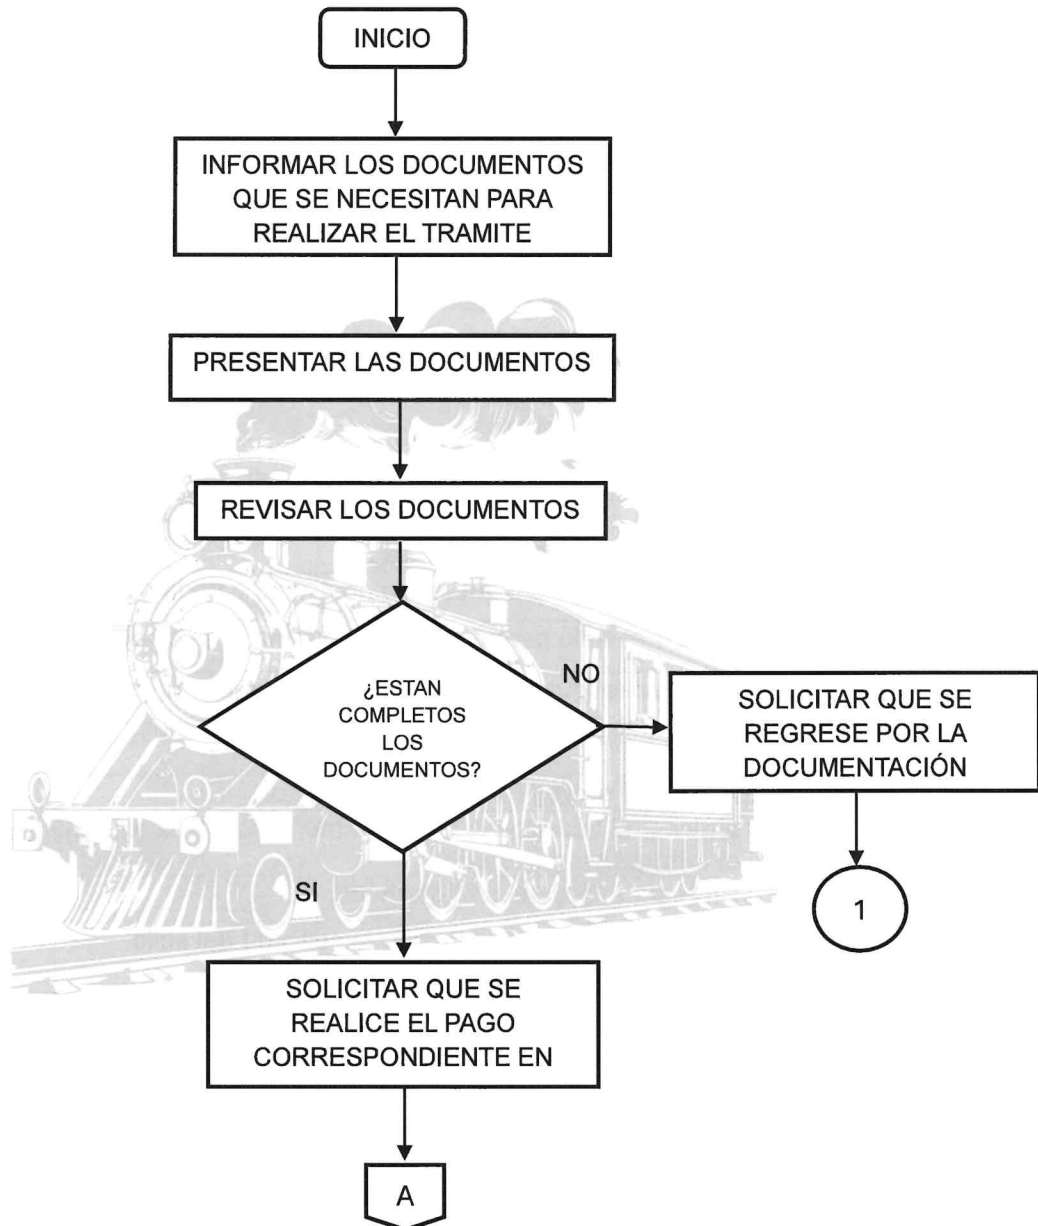 INICIO
INFORMAR LOS DOCUMENTOS
QUE SE NECESITAN PARA
REALIZAR EL TRAMITE
PRESENTAR LAS DOCUMENTOS
REVISAR LOS DOCUMENTOS
¿ESTAN
COMPLETOS
LOS
DOCUMENTOS?
NO
SOLICITAR QUE SE
REGRESE POR LA
DOCUMENTACIÓN
1
SI
SOLICITAR QUE SE
REALICE EL PAGO
CORRESPONDIENTE EN
A